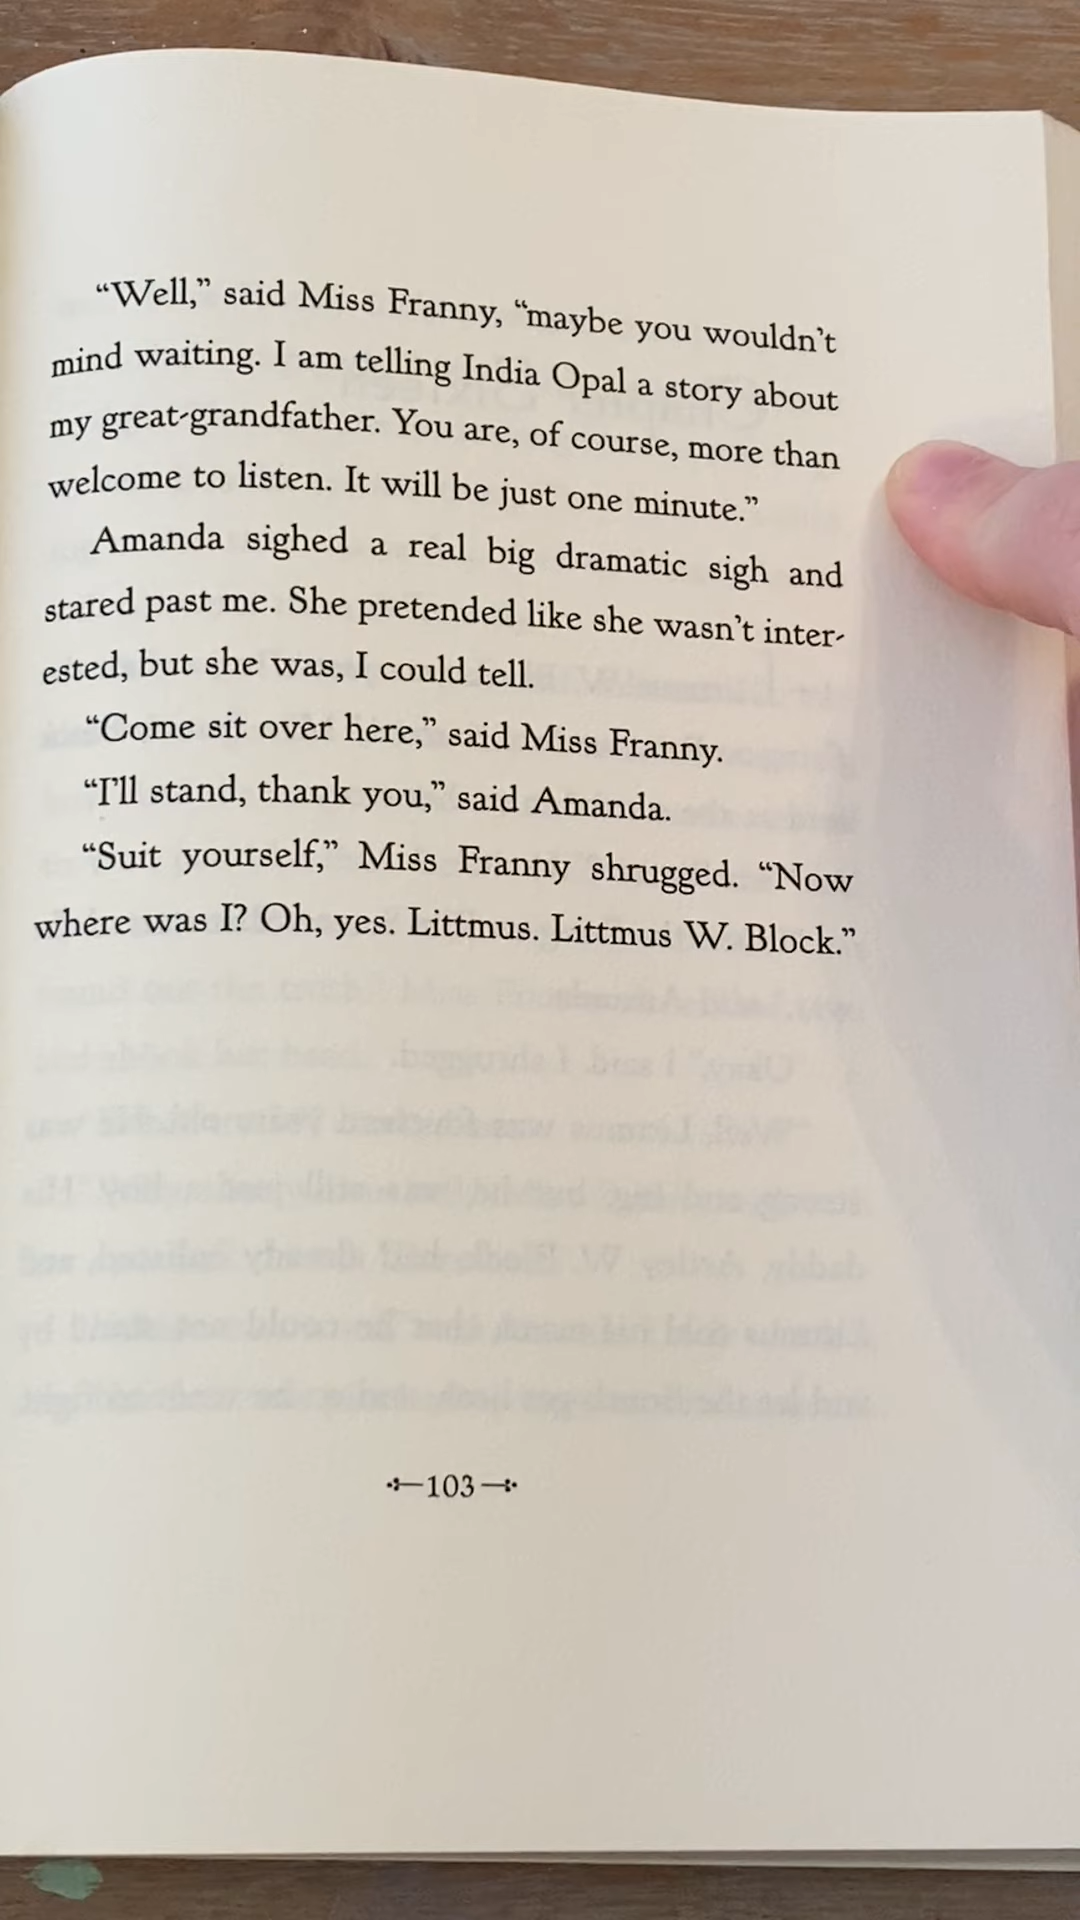 “Well,” said Miss Franny, “maybe you wouldn’t
mind waiting. I am telling India Opal a story about
my great-grandfather. You are, of course, more than
welcome to listen. It will be just one minute.”
Amanda sighed a real big dramatic sigh and
stared past me. She pretended like she wasn’t inter-
ested, but she was, I could tell.
“Come sit over here,” said Miss Franny.
“I’ll stand, thank you,” said Amanda.
“Suit yourself,” Miss Franny shrugged. “Now
where was I? Oh, yes. Littmus. Littmus W. Block.”
103